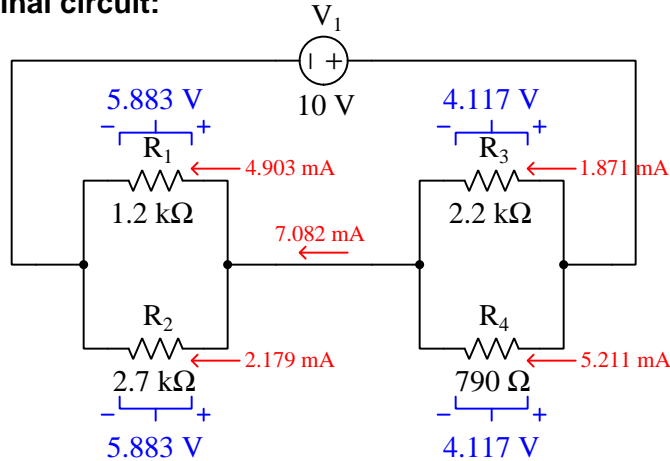 inal circuit:
V1
10 V
5.883 V
4.117 V
− +
− +
R1
4.903 mA
R3
1.871 mA
1.2 kΩ
2.2 kΩ
7.082 mA
R2
2.179 mA
R4
5.211 mA
2.7 kΩ
790 Ω
− +
− +
5.883 V
4.117 V